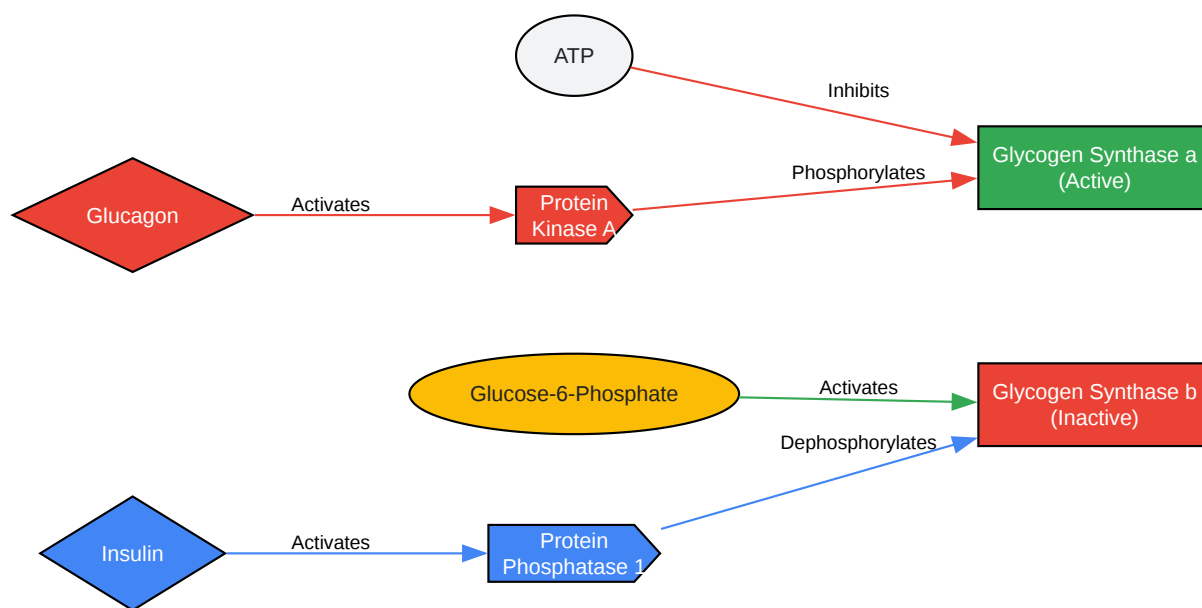 ATP
Inhibits
Glycogen Synthase a
(Active)
Phosphorylates
Glucagon
Activates
Protein
Kinase A
Glucose-6-Phosphate
Activates
Glycogen Synthase b
(Inactive)
Dephosphorylates
Insulin
Activates
Protein
Phosphatase 1